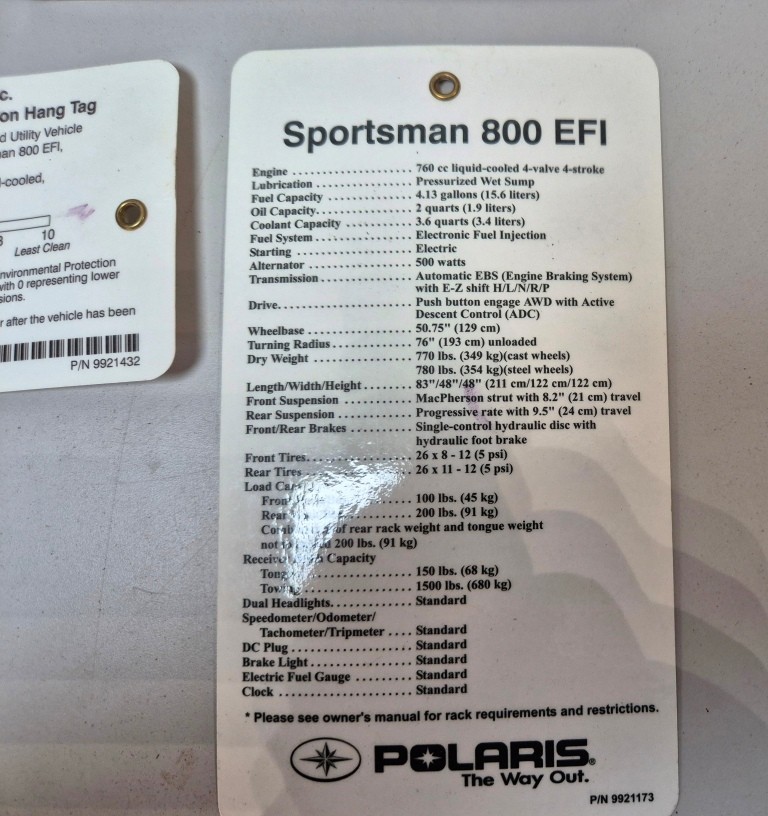 c.
on Hang Tag
d Utility Vehicle
an 800 EFI,
-cooled,
10
Least Clean
nvironmental Protection
with 0 representing lower
sions.
r after the vehicle has been
P/N 9921432
Sportsman 800 EFI
Engine .................... 760 cc liquid-cooled 4-valve 4-stroke
Lubrication ................ Pressurized Wet Sump
Fuel Capacity .............. 4.13 gallons (15.6 liters)
Oil Capacity................ 2 quarts (1.9 liters)
Coolant Capacity ........... 3.6 quarts (3.4 liters)
Fuel System ................ Electronic Fuel Injection
Starting ................... Electric
Alternator ................. 500 watts
Transmission................ Automatic EBS (Engine Braking System)
with E-Z shift H/L/N/R/P
Drive....................... Push button engage AWD with Active
Descent Control (ADC)
Wheelbase .................. 50.75" (129 cm)
Turning Radius.............. 76" (193 cm) unloaded
Dry Weight ................. 770 lbs. (349 kg)(cast wheels)
780 lbs. (354 kg)(steel wheels)
Length/Width/Height........ 83"/48"/48" (211 cm/122 cm/122 cm)
Front Suspension ........... MacPherson strut with 8.2" (21 cm) travel
Rear Suspension ............ Progressive rate with 9.5" (24 cm) travel
Front/Rear Brakes .......... Single-control hydraulic disc with
hydraulic foot brake
Front Tires................. 26 x 8 - 12 (5 psi)
Rear Tires ................. 26 x 11 - 12 (5 psi)
Load
100 lbs. (45 kg)
Rear ....... 200 lbs. (91 kg)
of rear rack weight and tongue weight
not 200 lbs. (91 kg)
Capacity
150 lbs. (68 kg)
1500 lbs. (680 kg)
Dual Headlights............. Standard
Speedometer/Odometer/
Tachometer/Tripmeter .... Standard
DC Plug .................... Standard
Brake Light................. Standard
Electric Fuel Gauge ........ Standard
Clock ...................... Standard
* Please see owner's manual for rack requirements and restrictions.
POLARIS®
The Way Out.
P/N 9921173